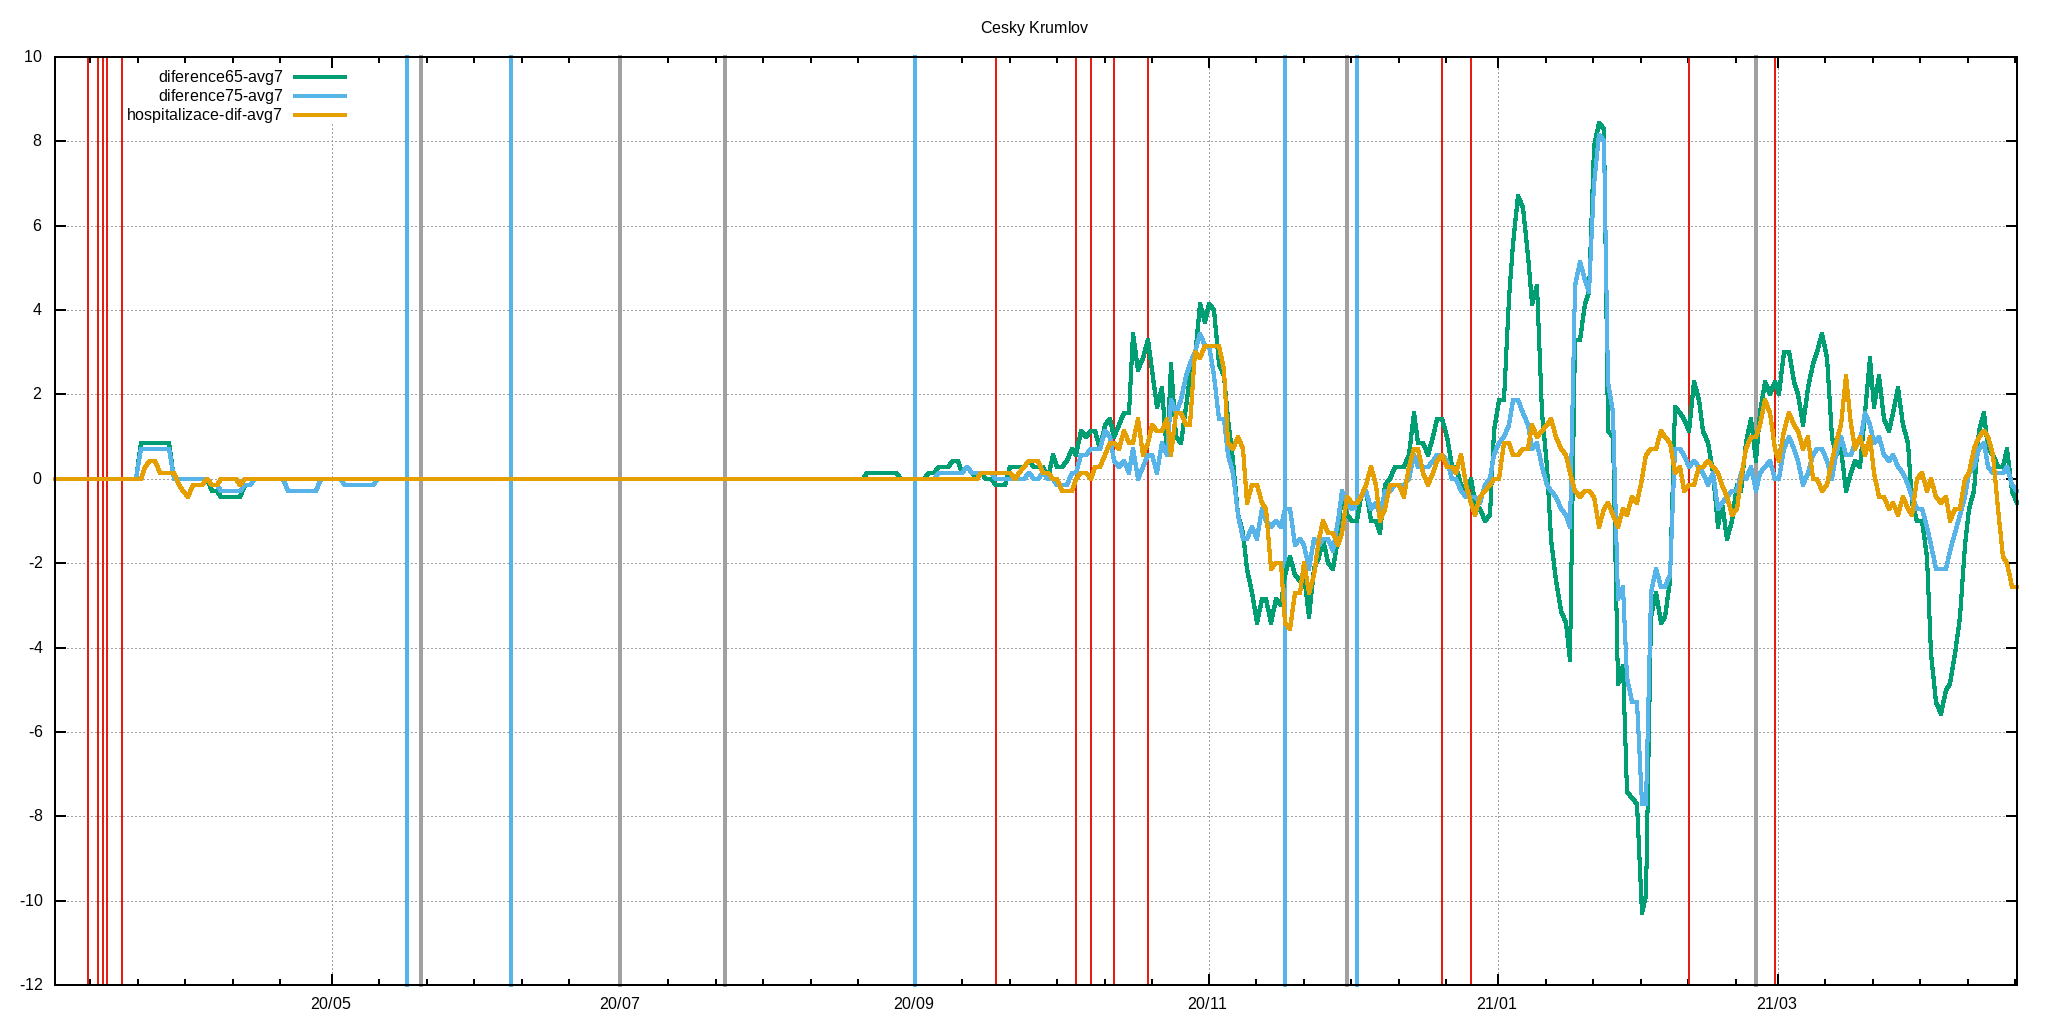 Cesky Krumlov
10
diference65-avg7
diference75-avg7
hospitalizace-dif-avg7
8
6
4
2
0
-2
-4
-6
-8
-10
-12
20/05 20/07 20/09 20/11 21/01 21/03